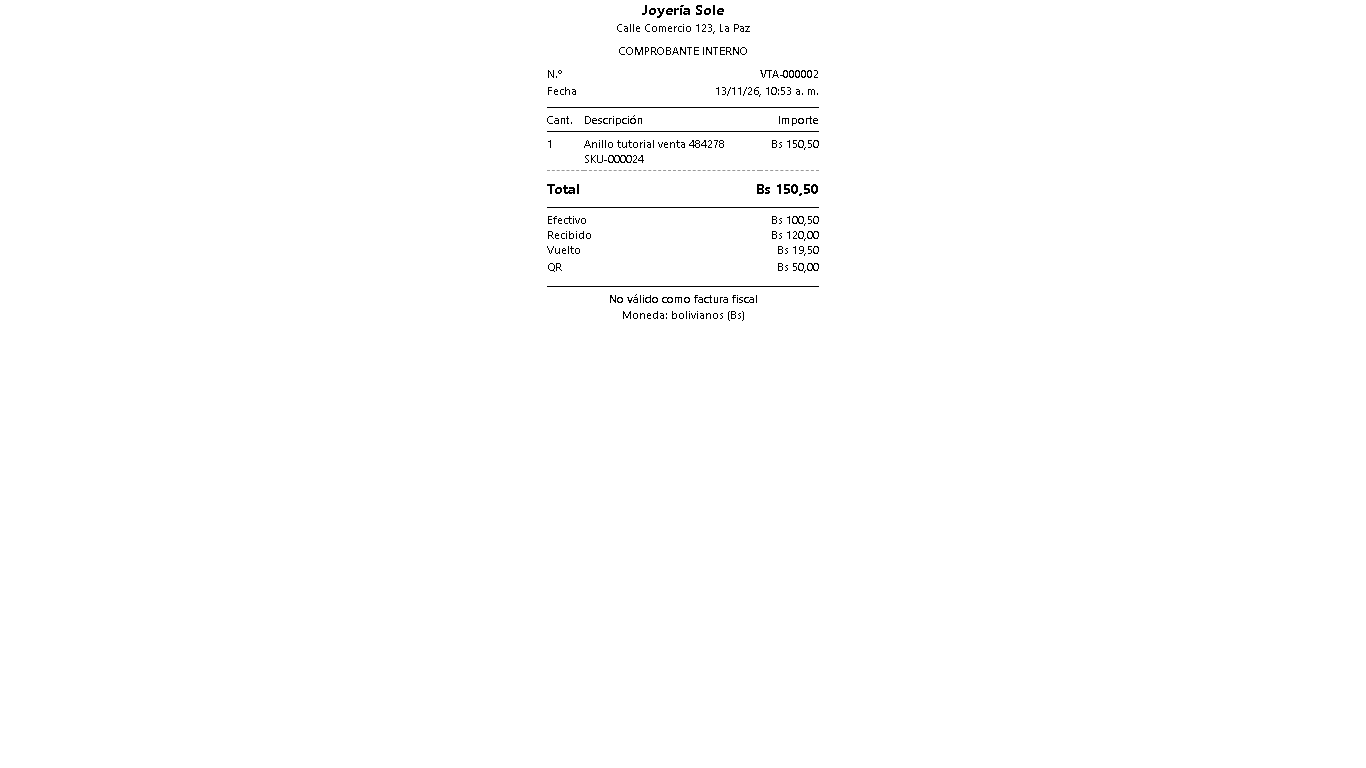 Joyería Sole
Calle Comercio 123, La Paz
COMPROBANTE INTERNO
N.º VTA-000002
Fecha 13/11/26, 10:53 a. m.
Cant. Descripción Importe
1 Anillo tutorial venta 484278 Bs 150,50
SKU-000024
Total Bs 150,50
Efectivo Bs 100,50
Recibido Bs 120,00
Vuelto Bs 19,50
QR Bs 50,00
No válido como factura fiscal
Moneda: bolivianos (Bs)